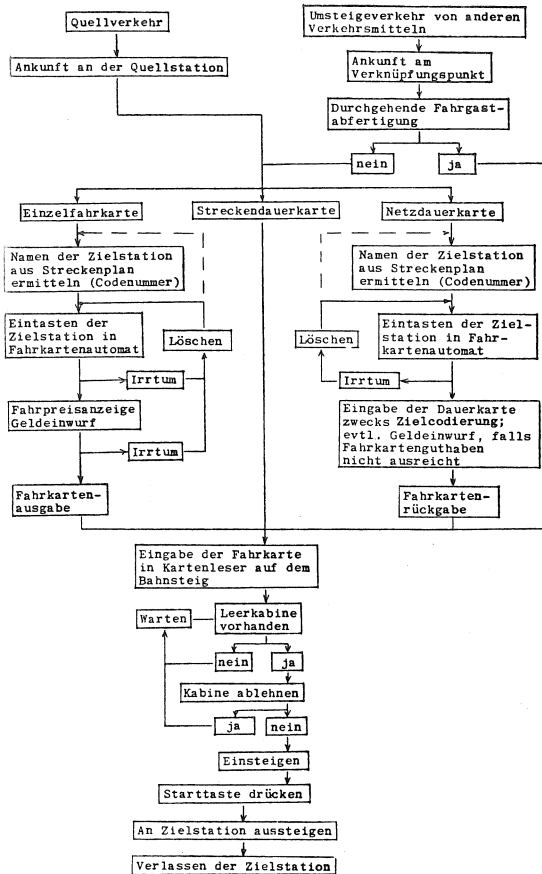 Quellverkehr
Ankunft an der Quellstation
Umsteigeverkehr von anderen
Verkehrsmitteln
Ankunft am
Verknüpfungspunkt
Durchgehende Fahrgast-
abfertigung
nein
ja
Einzelfahrkarte
Streckendauerkarte
Netzdauerkarte
Namen der Zielstation
aus Streckenplan
ermitteln (Codenummer)
Eintasten der
Zielstation in
Fahrkartenautomat
Löschen
Irrtum
Fahrpreisanzeige
Geldeinwurf
Irrtum
Fahrkarten-
ausgabe
Namen der Zielstation
aus Streckenplan
ermitteln (Codenummer)
Löschen
Eintasten der Ziel-
station in Fahr-
kartenautomat
Irrtum
Eingabe der Dauerkarte
zwecks Zielcodierung;
evtl. Geldeinwurf, falls
Fahrkartenguthaben
nicht ausreicht
Fahrkarten-
rückgabe
Eingabe der Fahrkarte
in Kartenleser auf dem
Bahnsteig
Warten
Leerkabine
vorhanden
nein
ja
Kabine ablehnen
ja
nein
Einsteigen
Starttaste drücken
An Zielstation aussteigen
Verlassen der Zielstation